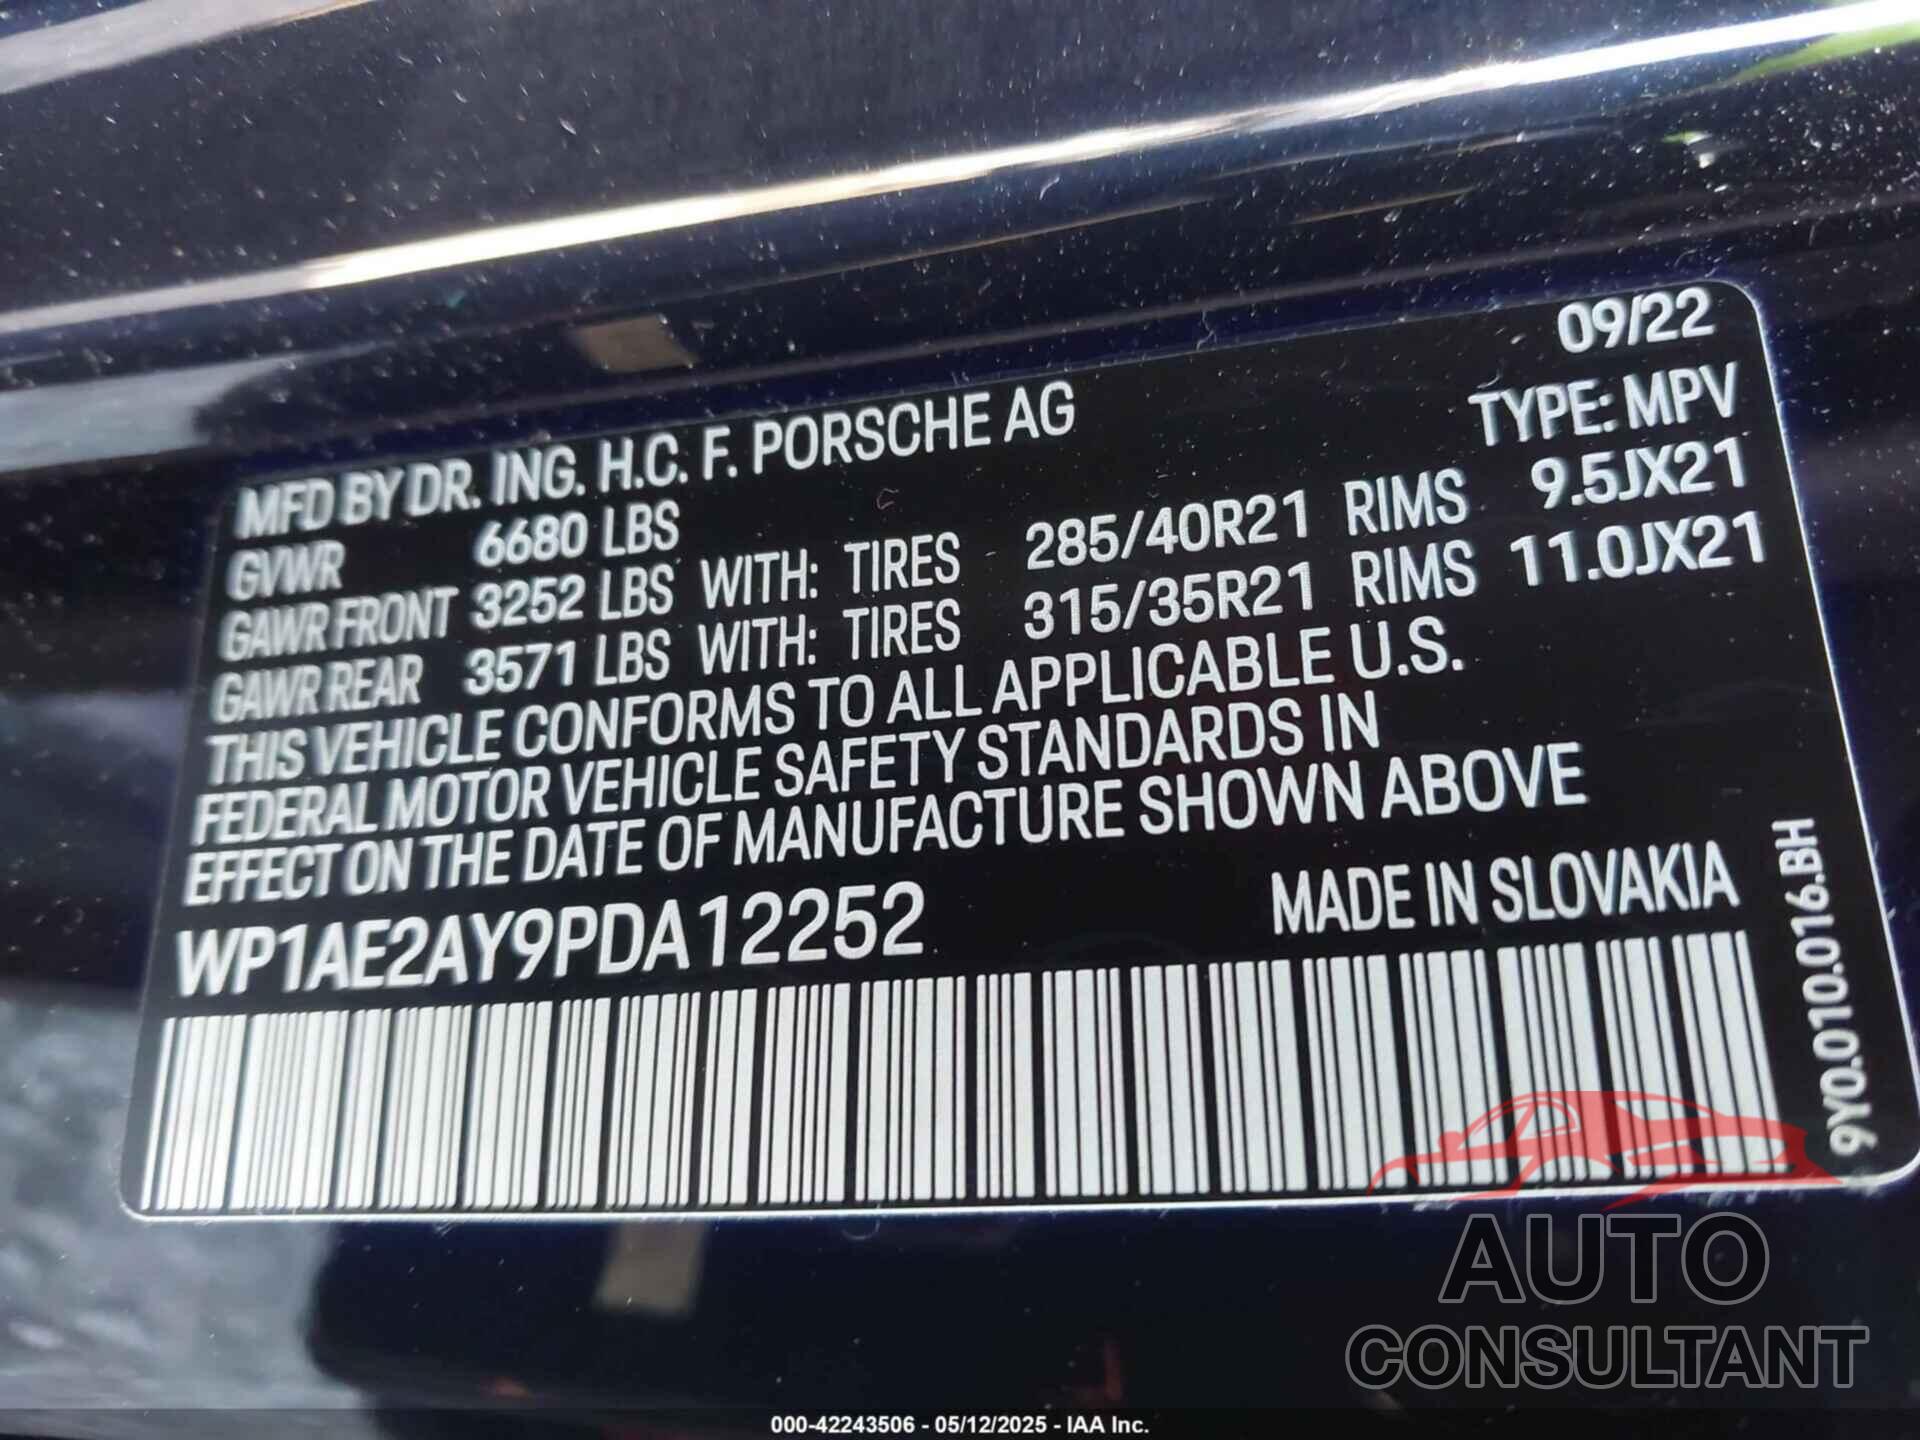 09/22
MFD BY DR. ING. H.C. F. PORSCHE AG
TYPE: MPV
GVWR 6680 LBS
GAWR FRONT 3252 LBS WITH: TIRES 285/40R21 RIMS 9.5JX21
GAWR REAR 3571 LBS WITH: TIRES 315/35R21 RIMS 11.0JX21
THIS VEHICLE CONFORMS TO ALL APPLICABLE U.S.
FEDERAL MOTOR VEHICLE SAFETY STANDARDS IN
EFFECT ON THE DATE OF MANUFACTURE SHOWN ABOVE
WP1AE2AY9PDA12252
MADE IN SLOVAKIA
9Y0.010.016.BH
AUTO
CONSULTANT
000-42243506 - 05/12/2025 - IAA Inc.